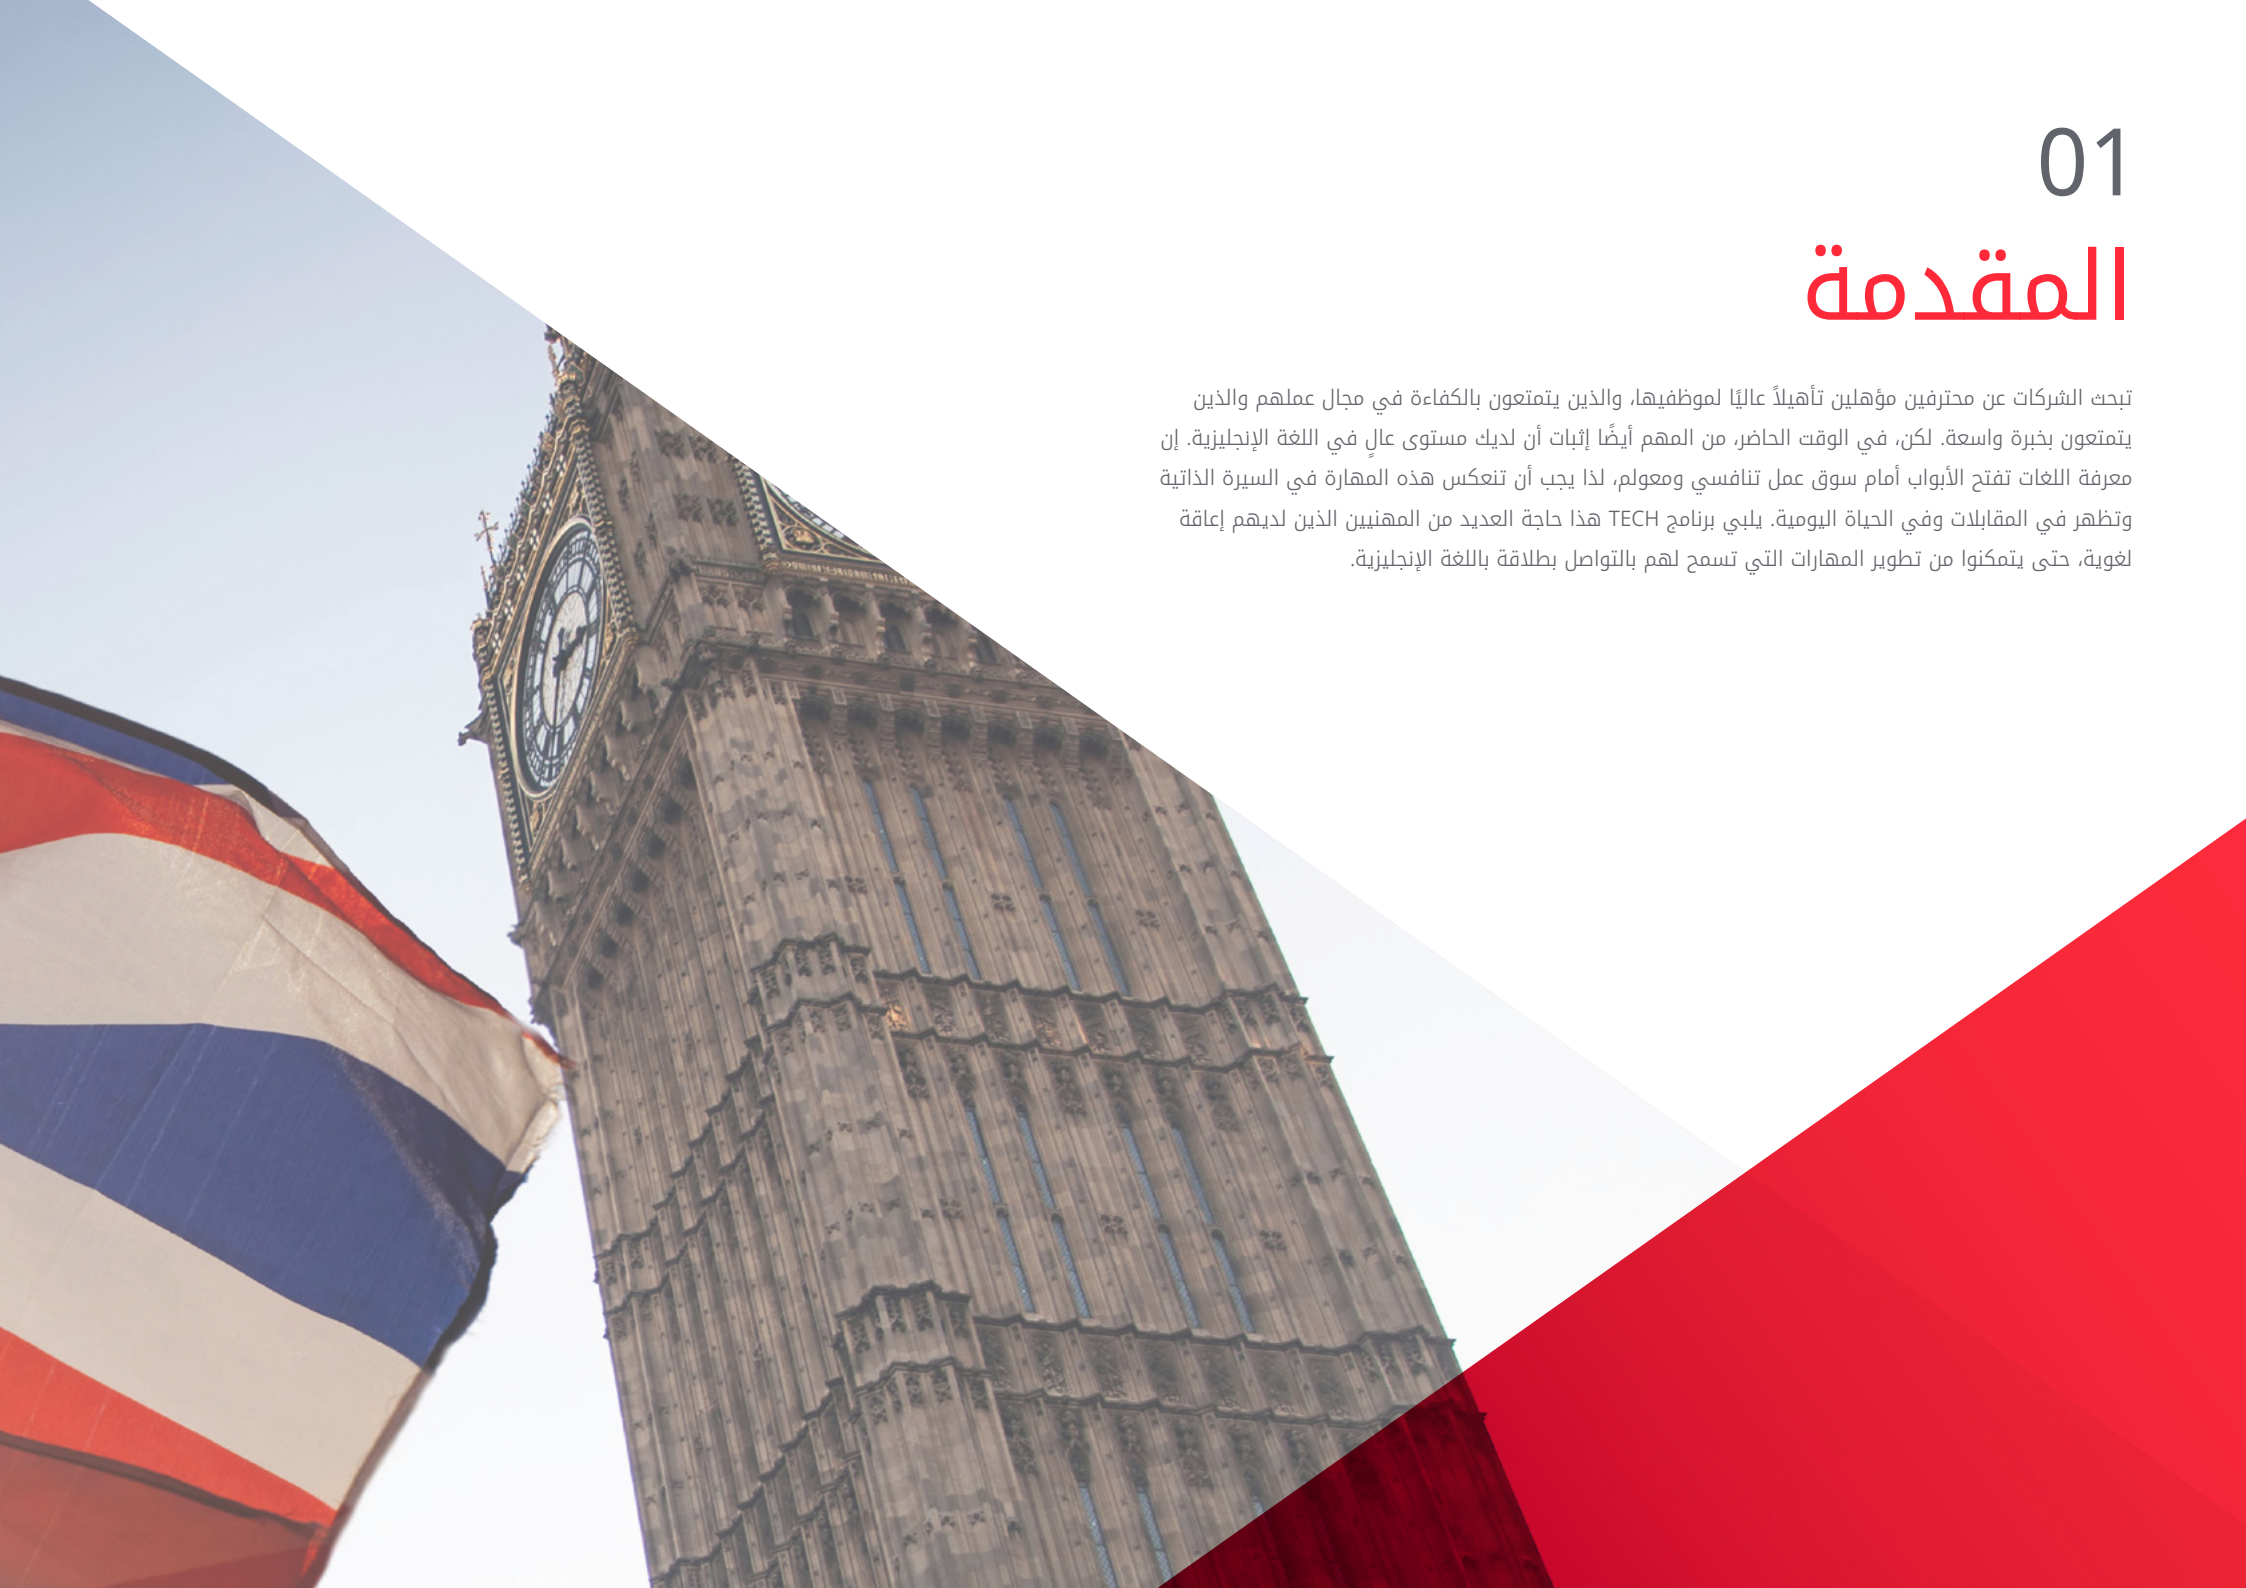 01
المقدمة
تبحث الشركات عن محترفين مؤهلين تأهيلاً عاليًا لموظفيها، والذين يتمتعون بالكفاءة في مجال عملهم والذين
يتمتعون بخبرة واسعة. لكن، في الوقت الحاضر، من المهم أيضًا إثبات أن لديك مستوى عالٍ في اللغة الإنجليزية. إن
معرفة اللغات تفتح الأبواب أمام سوق عمل تنافسي ومعولم، لذا يجب أن تنعكس هذه المهارة في السيرة الذاتية
وتظهر في المقابلات وفي الحياة اليومية. يلبي برنامج TECH هذا حاجة العديد من المهنيين الذين لديهم إعاقة
لغوية، حتى يتمكنوا من تطوير المهارات التي تسمح لهم بالتواصل بطلاقة باللغة الإنجليزية.